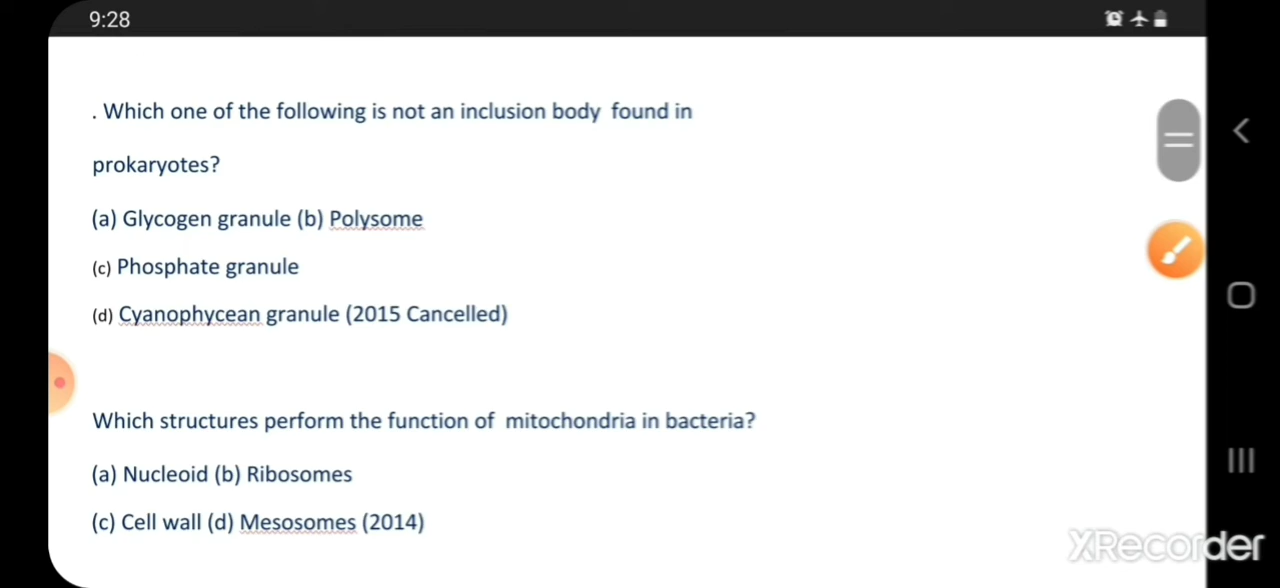 9:28
. Which one of the following is not an inclusion body found in
prokaryotes?
(a) Glycogen granule (b) Polysome
(c) Phosphate granule
(d) Cyanophycean granule (2015 Cancelled)
Which structures perform the function of mitochondria in bacteria?
(a) Nucleoid (b) Ribosomes
(c) Cell wall (d) Mesosomes (2014)
XRecorder